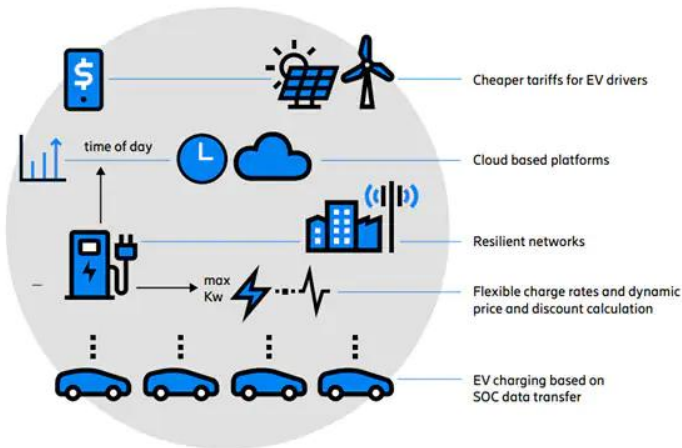 $
Cheaper tariffs for EV drivers
time of day
Cloud based platforms
Resilient networks
max
Kw
Flexible charge rates and dynamic
price and discount calculation
EV charging based on
SOC data transfer